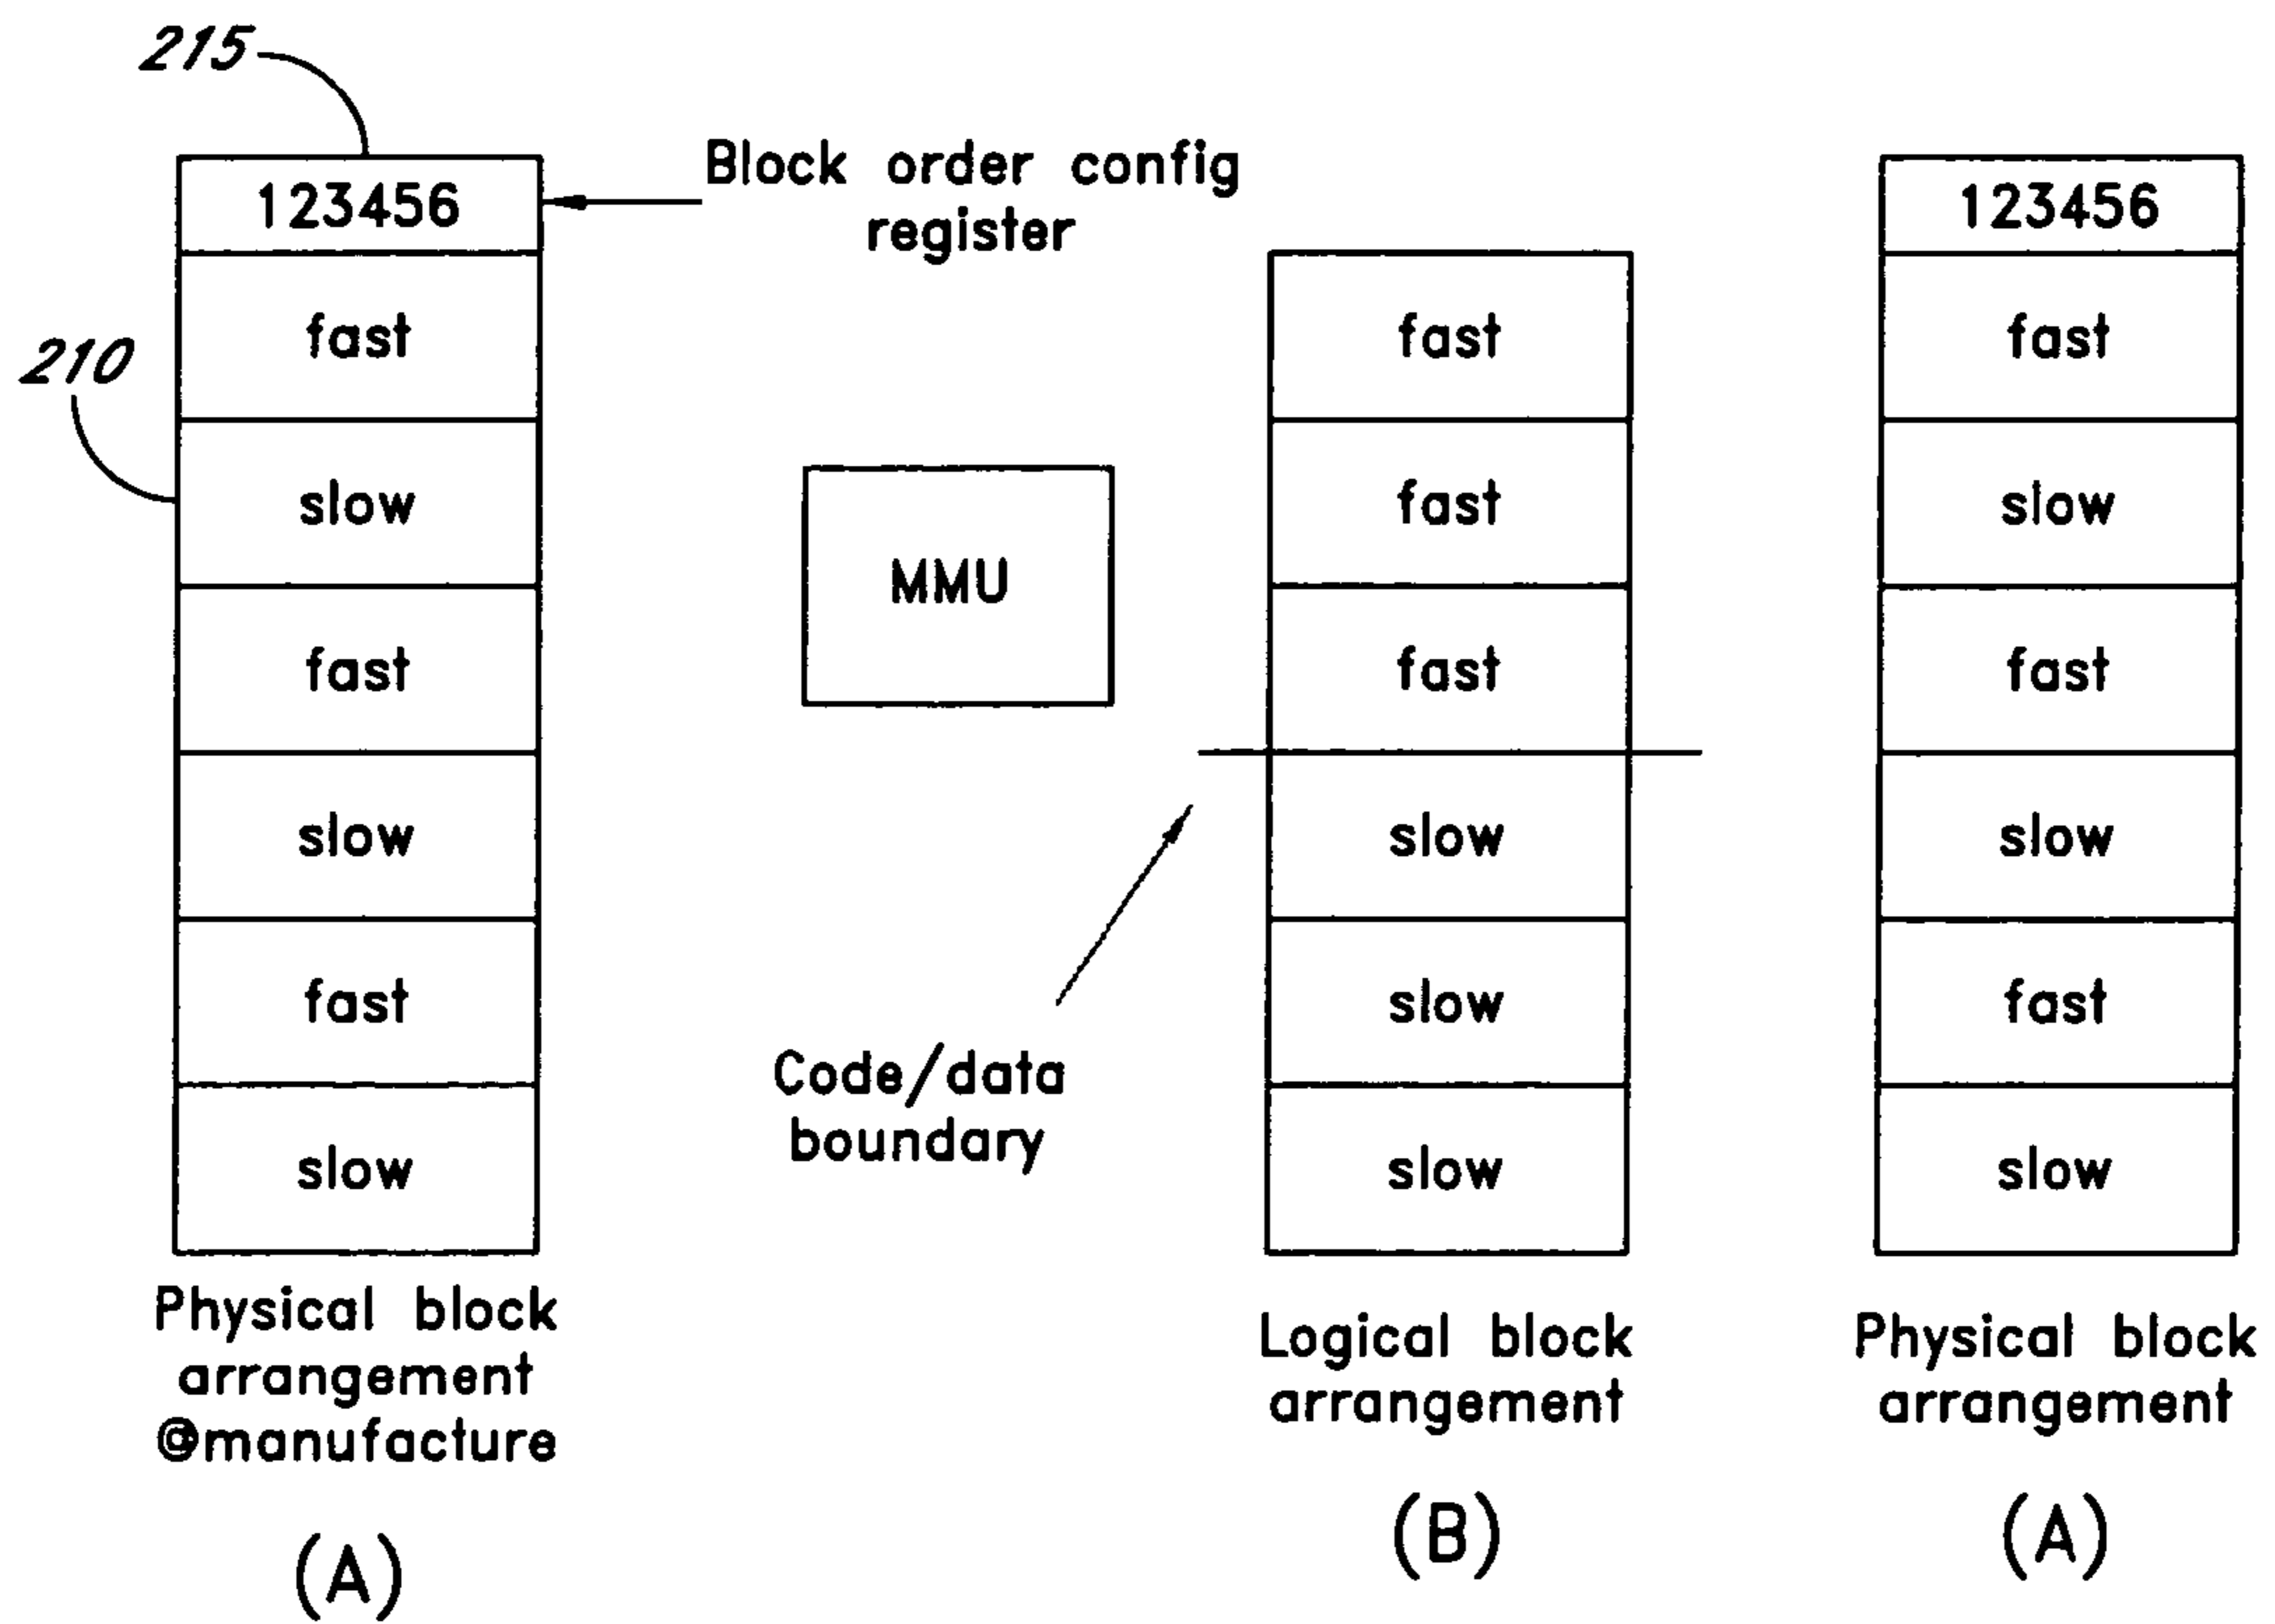 215
123456
Block order config
register
210
fast
slow
fast
slow
fast
slow
Physical block
arrangement
@manufacture
(A)
MMU
Code/data
boundary
fast
fast
fast
slow
slow
slow
Logical block
arrangement
(B)
123456
fast
slow
fast
slow
fast
slow
Physical block
arrangement
(A)